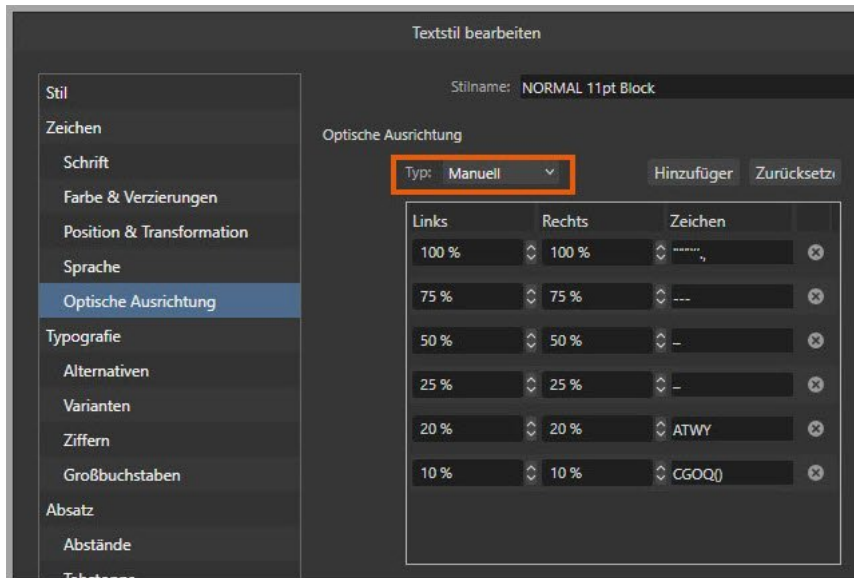 Textstil bearbeiten
Stilname: NORMAL 11pt Block
Stil
Zeichen
Schrift
Farbe & Verzierungen
Position & Transformation
Sprache
Optische Ausrichtung
Typografie
Alternativen
Varianten
Ziffern
Großbuchstaben
Absatz
Abstände
Optische Ausrichtung
Typ: Manuell
Hinzufüger Zurücksetz
Links Rechts Zeichen
100 % 100 %
75 % 75 % ---
50 % 50 % –
25 % 25 % –
20 % 20 % ATWY
10 % 10 % CGOQ()